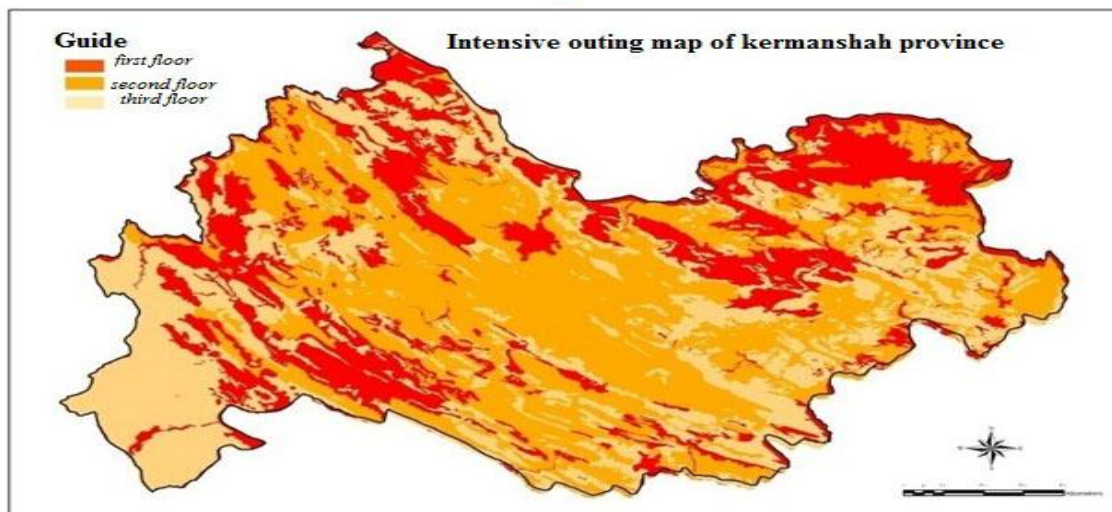 Guide
Intensive outing map of kermanshah province
first floor
second floor
third floor